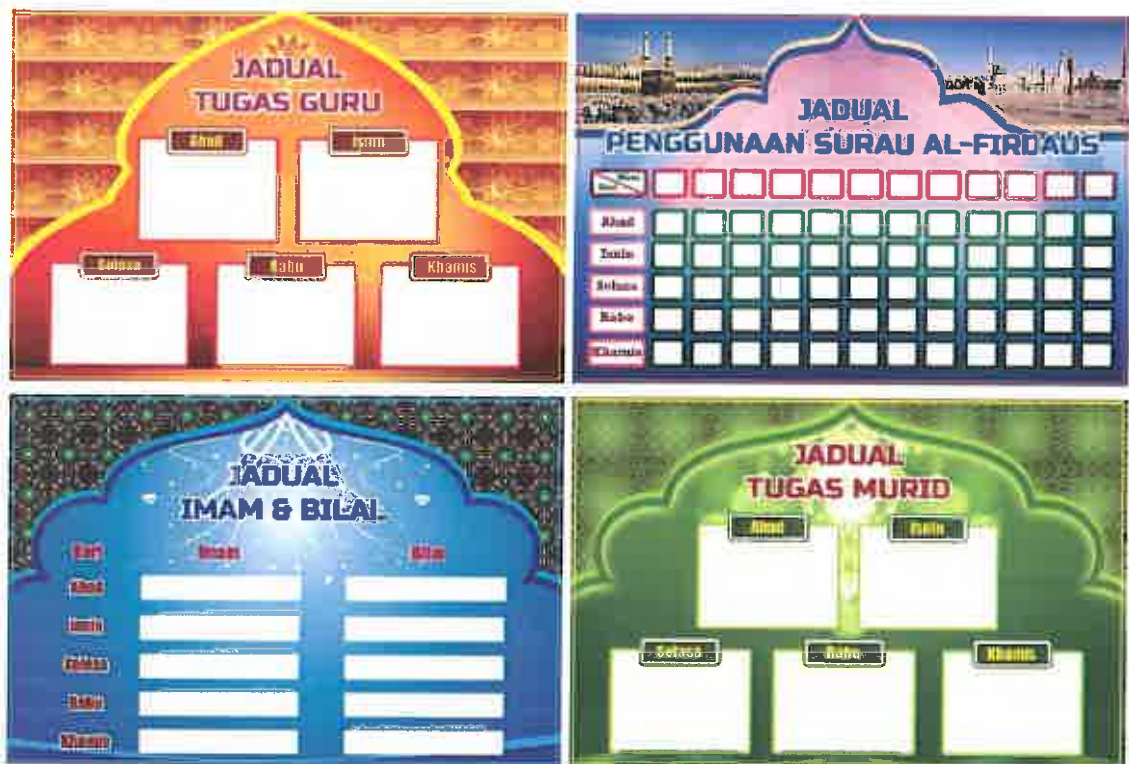 JADUAL
TUGAS GURU
Ahad
Isnin
Selasa
Rabu
Khamis
JADUAL
PENGGUNAAN SURAU AL-FIRDAUS
Ahad
Isnin
Selasa
Rabu
Khamis
JADUAL
IMAM & BILAL
Hari Imam Bilal
Ahad
Isnin
Selasa
Rabu
Khamis
JADUAL
TUGAS MURID
Ahad
Isnin
Selasa
Rabu
Khamis